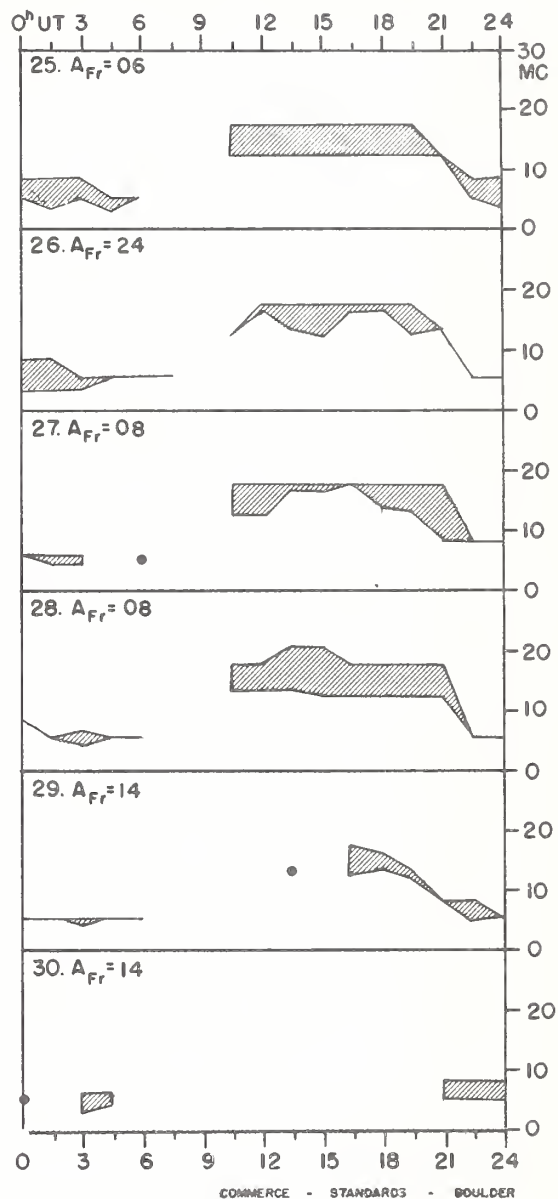 0ʰ UT 3 6 9 12 15 18 21 24
30
MC
25. A_Fr = 06
20
10
0
26. A_Fr = 24
20
10
0
27. A_Fr = 08
20
10
0
28. A_Fr = 08
20
10
0
29. A_Fr = 14
20
10
0
30. A_Fr = 14
20
10
0
0 3 6 9 12 15 18 21 24
COMMERCE - STANDARDS - BOULDER